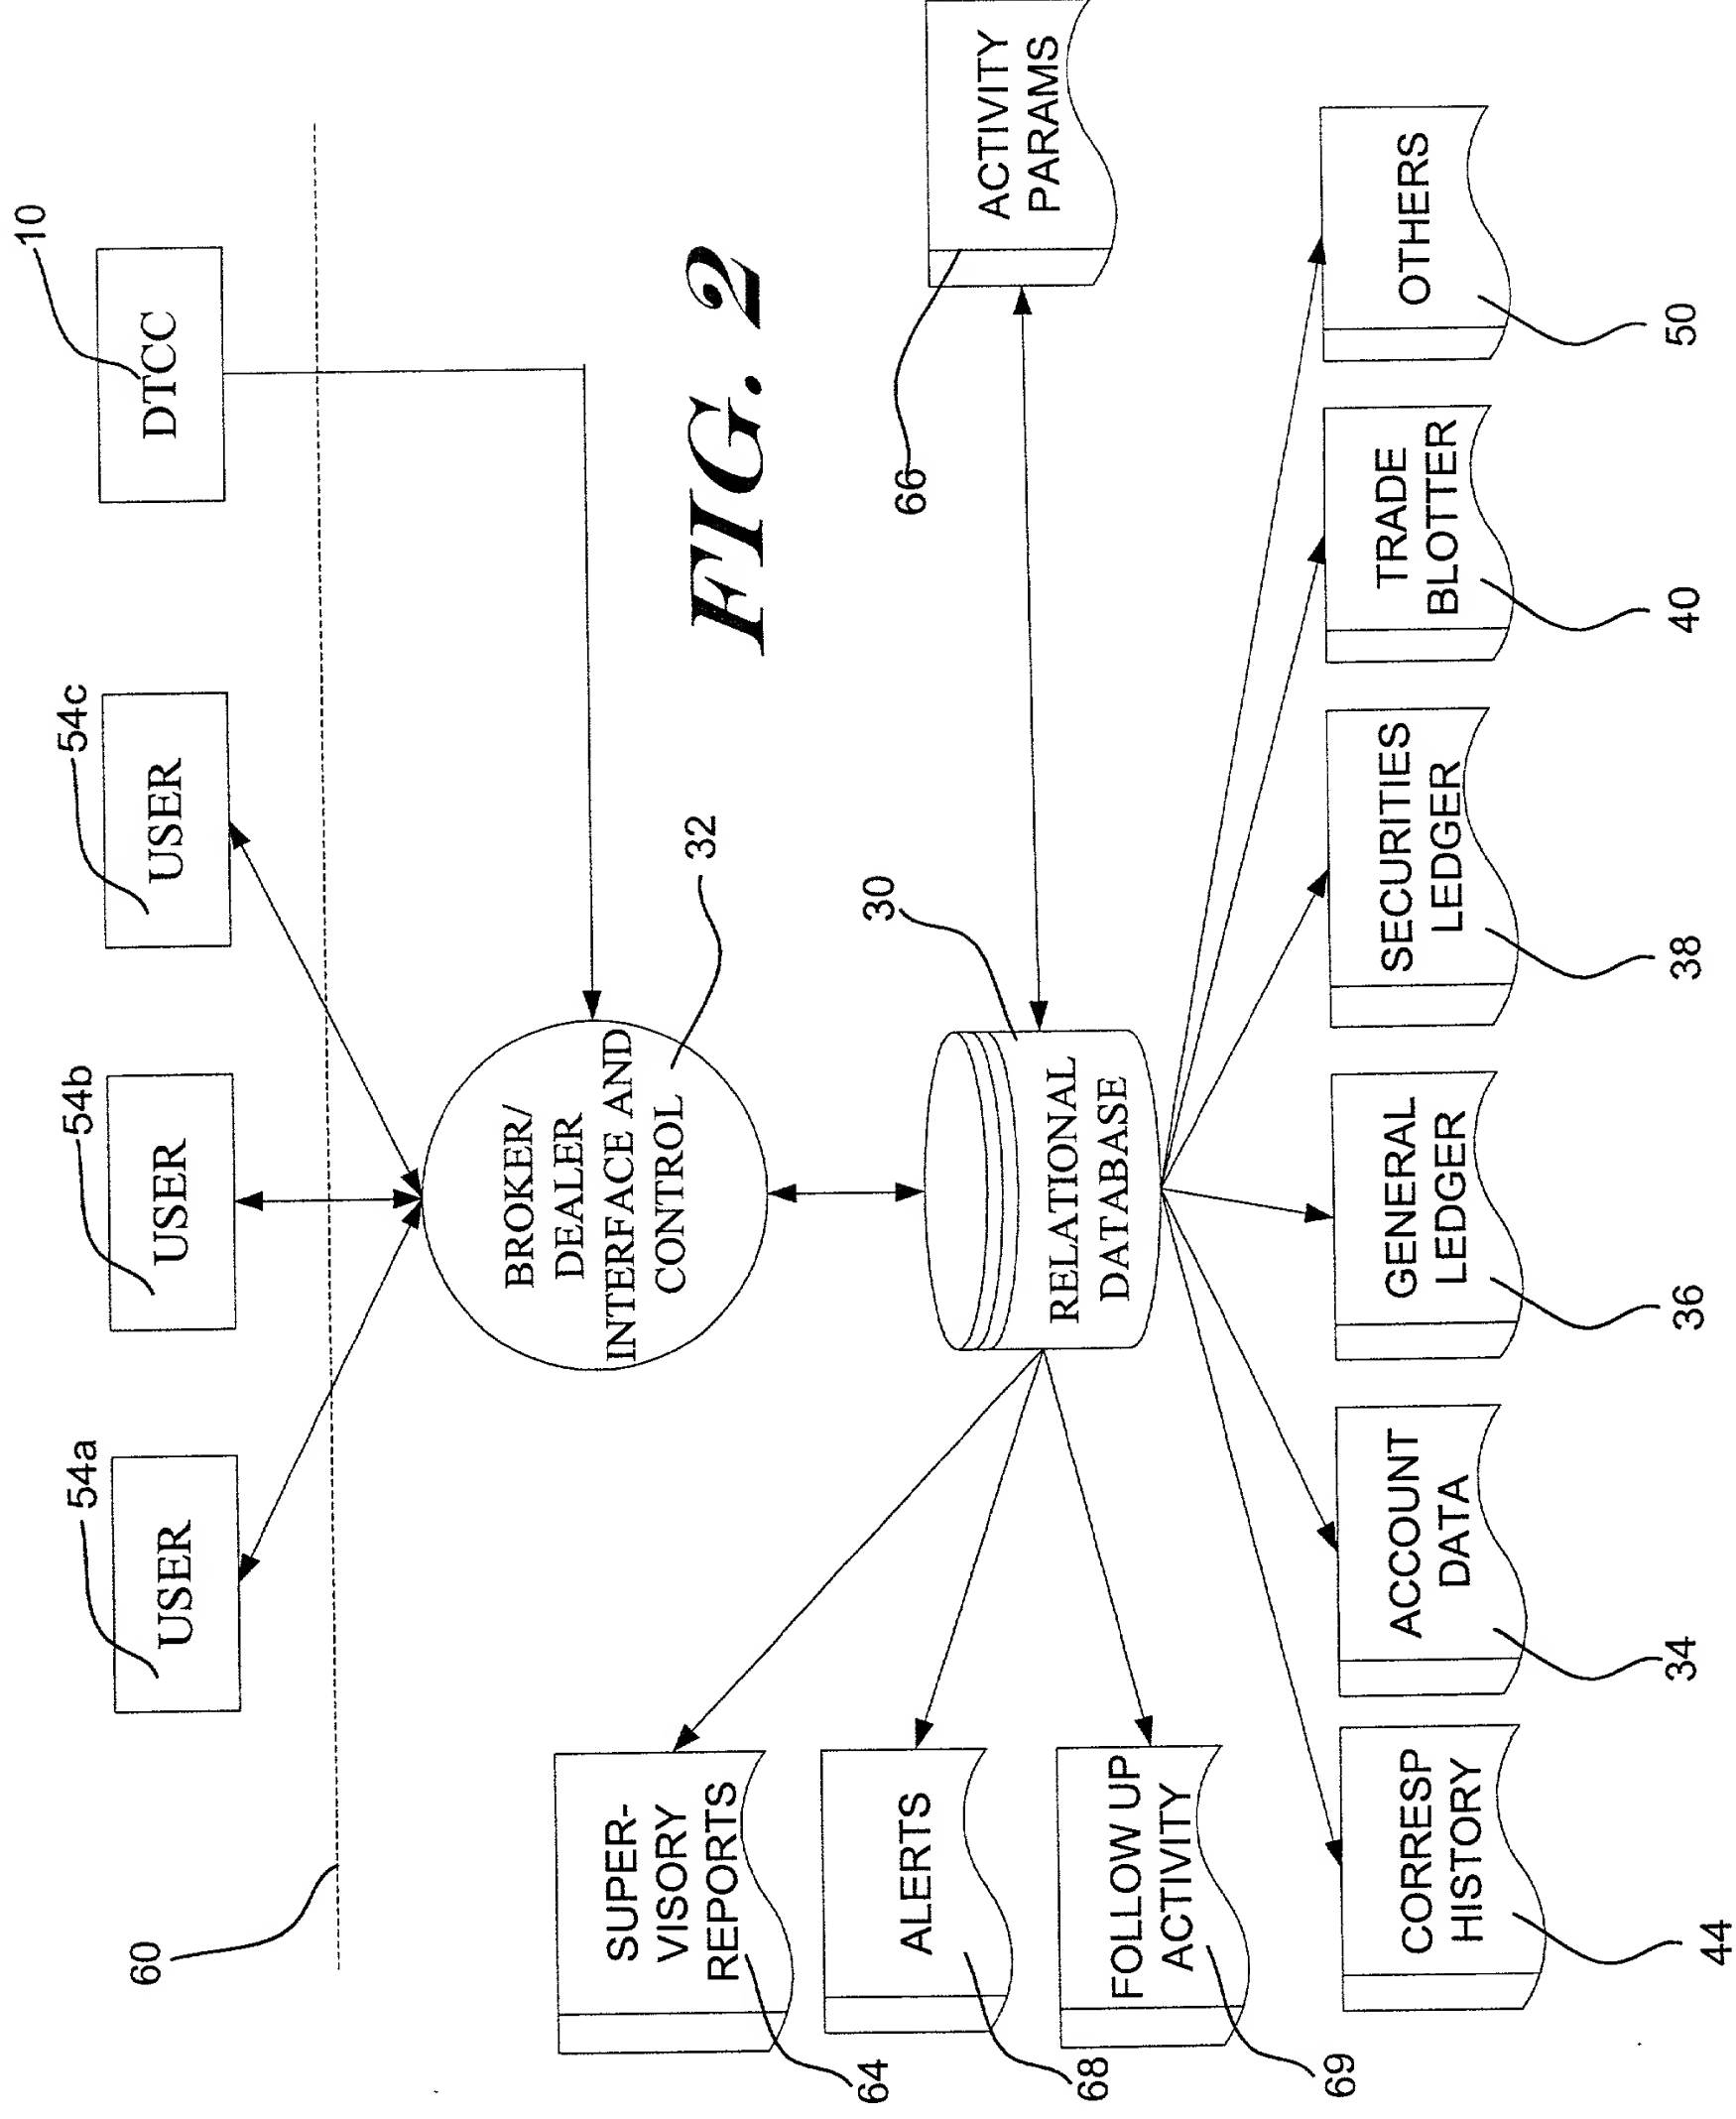 60
54a
USER
54b
USER
54c
USER
10
DTCC
BROKER/
DEALER
INTERFACE AND
CONTROL
32
FIG. 2
SUPER-
VISORY
REPORTS
64
ALERTS
68
FOLLOW UP
ACTIVITY
69
RELATIONAL
DATABASE
30
66
ACTIVITY
PARAMS
CORRESP
HISTORY
44
ACCOUNT
DATA
34
GENERAL
LEDGER
36
SECURITIES
LEDGER
38
TRADE
BLOTTER
40
OTHERS
50